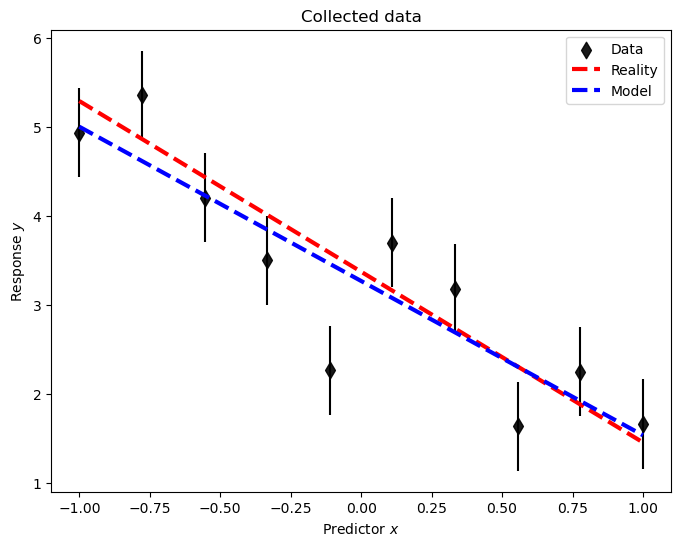 Collected data
Data
Reality
Model
6
5
4
3
2
1
Response y
−1.00 −0.75 −0.50 −0.25 0.00 0.25 0.50 0.75 1.00
Predictor x